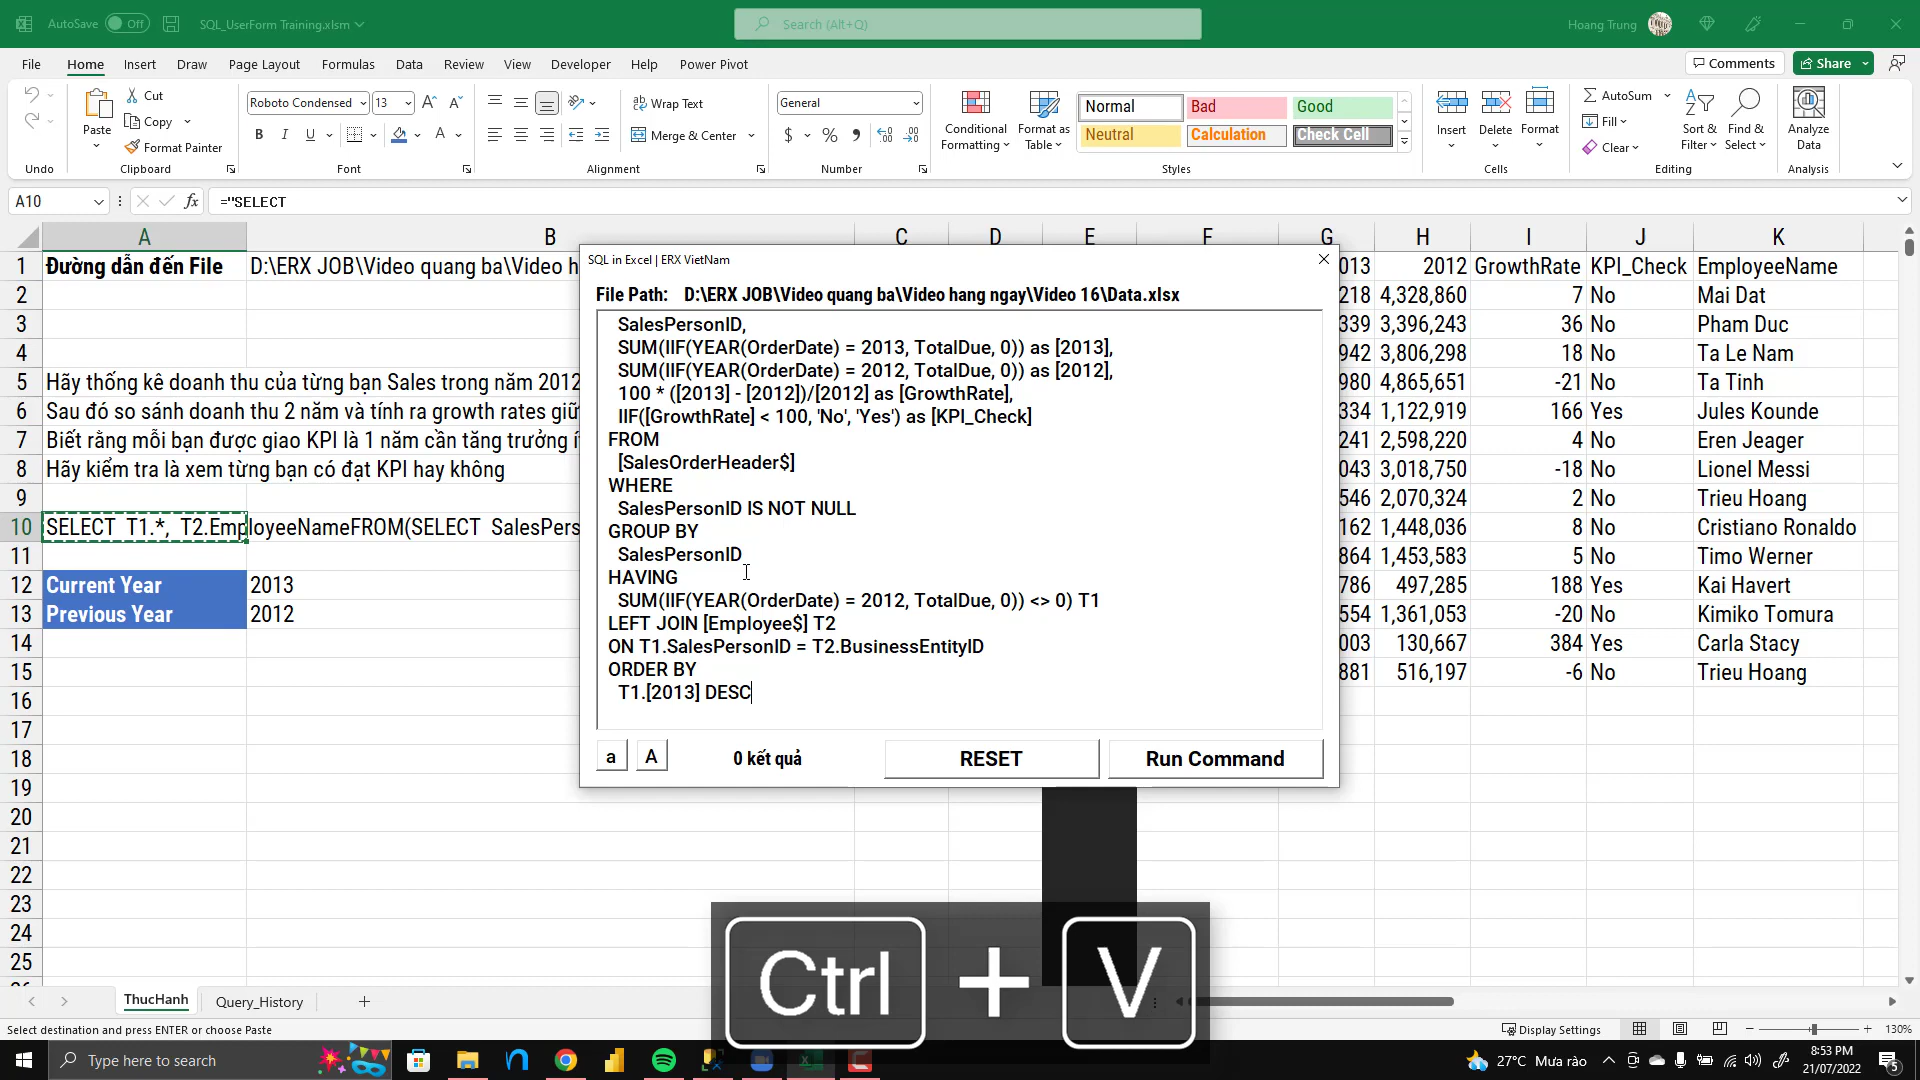 AutoSave Off SQL_UserForm Training.xlsm Search (Alt+Q) Hoang Trung
File Home Insert Draw Page Layout Formulas Data Review View Developer Help Power Pivot Comments Share
Cut
Copy
Format Painter
Paste
Roboto Condensed 13
B I U
Wrap Text
Merge & Center
General
$ %
Conditional Formatting
Format as Table
Normal Bad Good
Neutral Calculation Check Cell
Insert Delete Format
AutoSum
Fill
Clear
Sort & Filter
Find & Select
Analyze Data
Undo Clipboard Font Alignment Number Styles Cells Editing Analysis
A10 fx ="SELECT
A B C D E F G H I J K
1 Đường dẫn đến File D:\ERX JOB\Video quang ba\Video h 013 2012 GrowthRate KPI_Check EmployeeName
2 218 4,328,860 7 No Mai Dat
3 339 3,396,243 36 No Pham Duc
4 942 3,806,298 18 No Ta Le Nam
5 Hãy thống kê doanh thu của từng bạn Sales trong năm 2012 980 4,865,651 -21 No Ta Tinh
6 Sau đó so sánh doanh thu 2 năm và tính ra growth rates giữ 334 1,122,919 166 Yes Jules Kounde
7 Biết rằng mỗi bạn được giao KPI là 1 năm cần tăng trưởng í 241 2,598,220 4 No Eren Jeager
8 Hãy kiểm tra là xem từng bạn có đạt KPI hay không 043 3,018,750 -18 No Lionel Messi
9 546 2,070,324 2 No Trieu Hoang
10 SELECT T1.*, T2.EmployeeNameFROM(SELECT SalesPers 162 1,448,036 8 No Cristiano Ronaldo
11 864 1,453,583 5 No Timo Werner
12 Current Year 2013 786 497,285 188 Yes Kai Havert
13 Previous Year 2012 554 1,361,053 -20 No Kimiko Tomura
14 003 130,667 384 Yes Carla Stacy
15 881 516,197 -6 No Trieu Hoang
16
17
18
19
20
21
22
23
24
25
SQL in Excel | ERX VietNam
File Path: D:\ERX JOB\Video quang ba\Video hang ngay\Video 16\Data.xlsx
SalesPersonID,
SUM(IIF(YEAR(OrderDate) = 2013, TotalDue, 0)) as [2013],
SUM(IIF(YEAR(OrderDate) = 2012, TotalDue, 0)) as [2012],
100 * ([2013] - [2012])/[2012] as [GrowthRate],
IIF([GrowthRate] < 100, 'No', 'Yes') as [KPI_Check]
FROM
[SalesOrderHeader$]
WHERE
SalesPersonID IS NOT NULL
GROUP BY
SalesPersonID
HAVING
SUM(IIF(YEAR(OrderDate) = 2012, TotalDue, 0)) <> 0) T1
LEFT JOIN [Employee$] T2
ON T1.SalesPersonID = T2.BusinessEntityID
ORDER BY
T1.[2013] DESC
a A 0 kết quả RESET Run Command
Ctrl + V
ThucHanh Query_History
Select destination and press ENTER or choose Paste Display Settings 130%
Type here to search 27°C Mưa rào 8:53 PM
21/07/2022 5